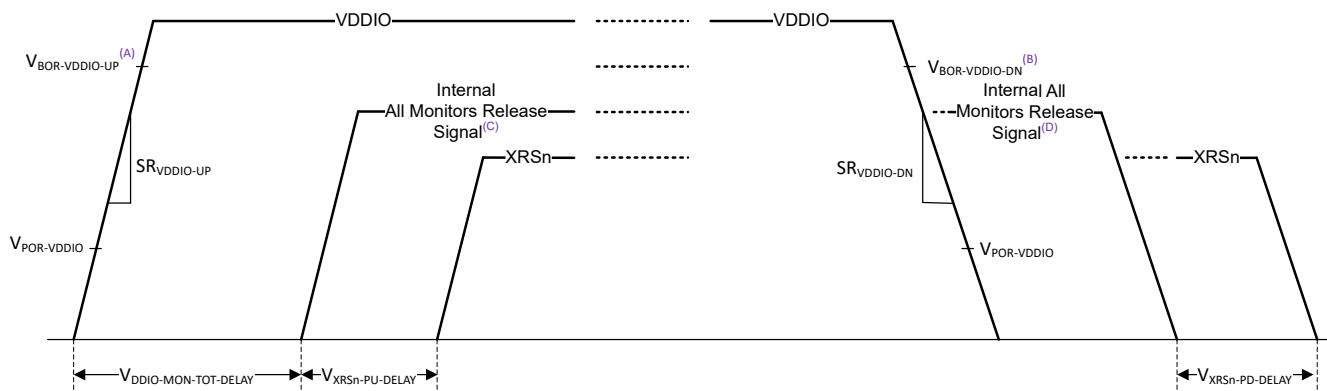 VDDIO
VDDIO
VBOR-VDDIO-UP(A)
VBOR-VDDIO-DN(B)
Internal
All Monitors Release
Signal(C)
Internal All
Monitors Release
Signal(D)
XRSn
XRSn
SRVDDIO-UP
SRVDDIO-DN
VPOR-VDDIO
VPOR-VDDIO
VDDIO-MON-TOT-DELAY
VXRSn-PU-DELAY
VXRSn-PD-DELAY